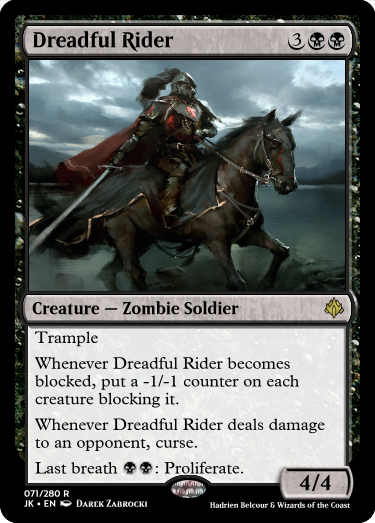 Dreadful Rider 3
Creature — Zombie Soldier
Trample
Whenever Dreadful Rider becomes
blocked, put a -1/-1 counter on each
creature blocking it.
Whenever Dreadful Rider deals damage
to an opponent, curse.
Last breath : Proliferate.
4/4
071/280 R
JK • EN DAREK ZABROCKI
Hadrien Belcour & Wizards of the Coast